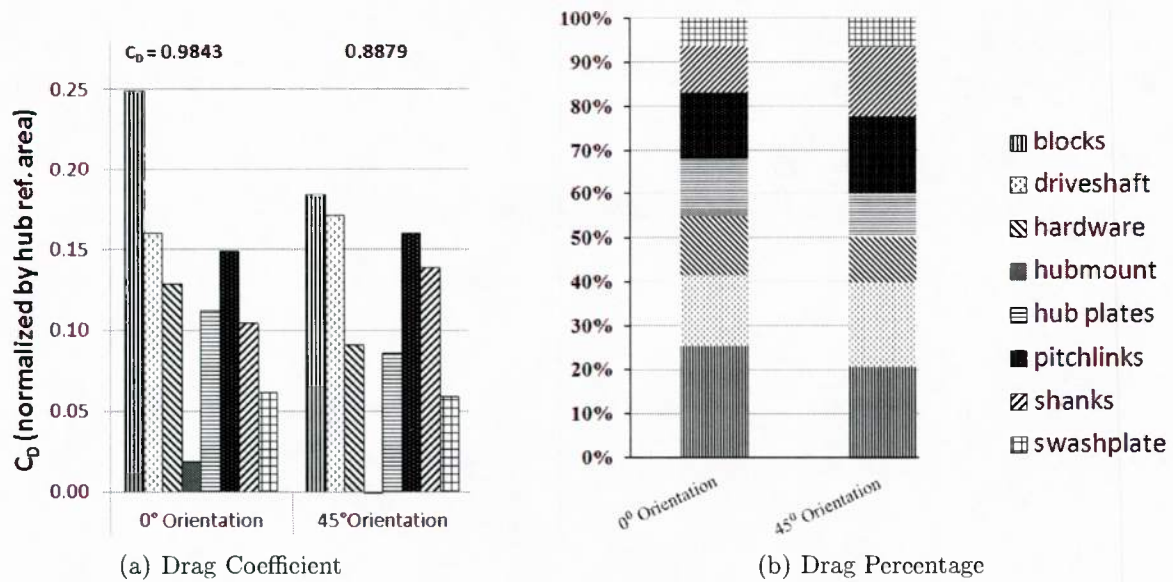 C_D = 0.9843
0.8879
C_D (normalized by hub ref. area)
0.25
0.20
0.15
0.10
0.05
0.00
0° Orientation
45°Orientation
(a) Drag Coefficient
100%
90%
80%
70%
60%
50%
40%
30%
20%
10%
0%
0⁰ Orientation
45⁰ Orientation
(b) Drag Percentage
blocks
driveshaft
hardware
hubmount
hub plates
pitchlinks
shanks
swashplate